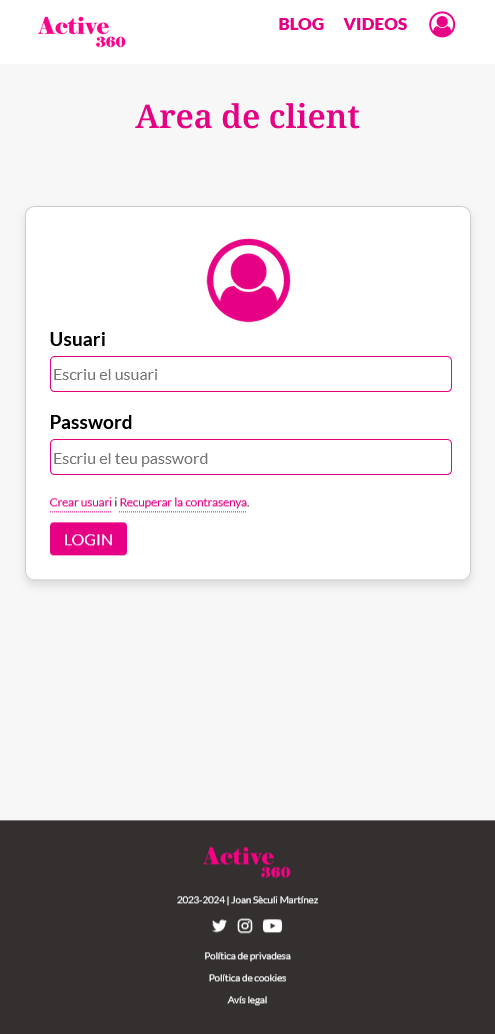 Active
360
BLOG VIDEOS
Area de client
Usuari
Escriu el usuari
Password
Escriu el teu password
Crear usuari i Recuperar la contrasenya.
LOGIN
Active
360
2023-2024 | Joan Sèculi Martínez
Política de privadesa
Política de cookies
Avís legal